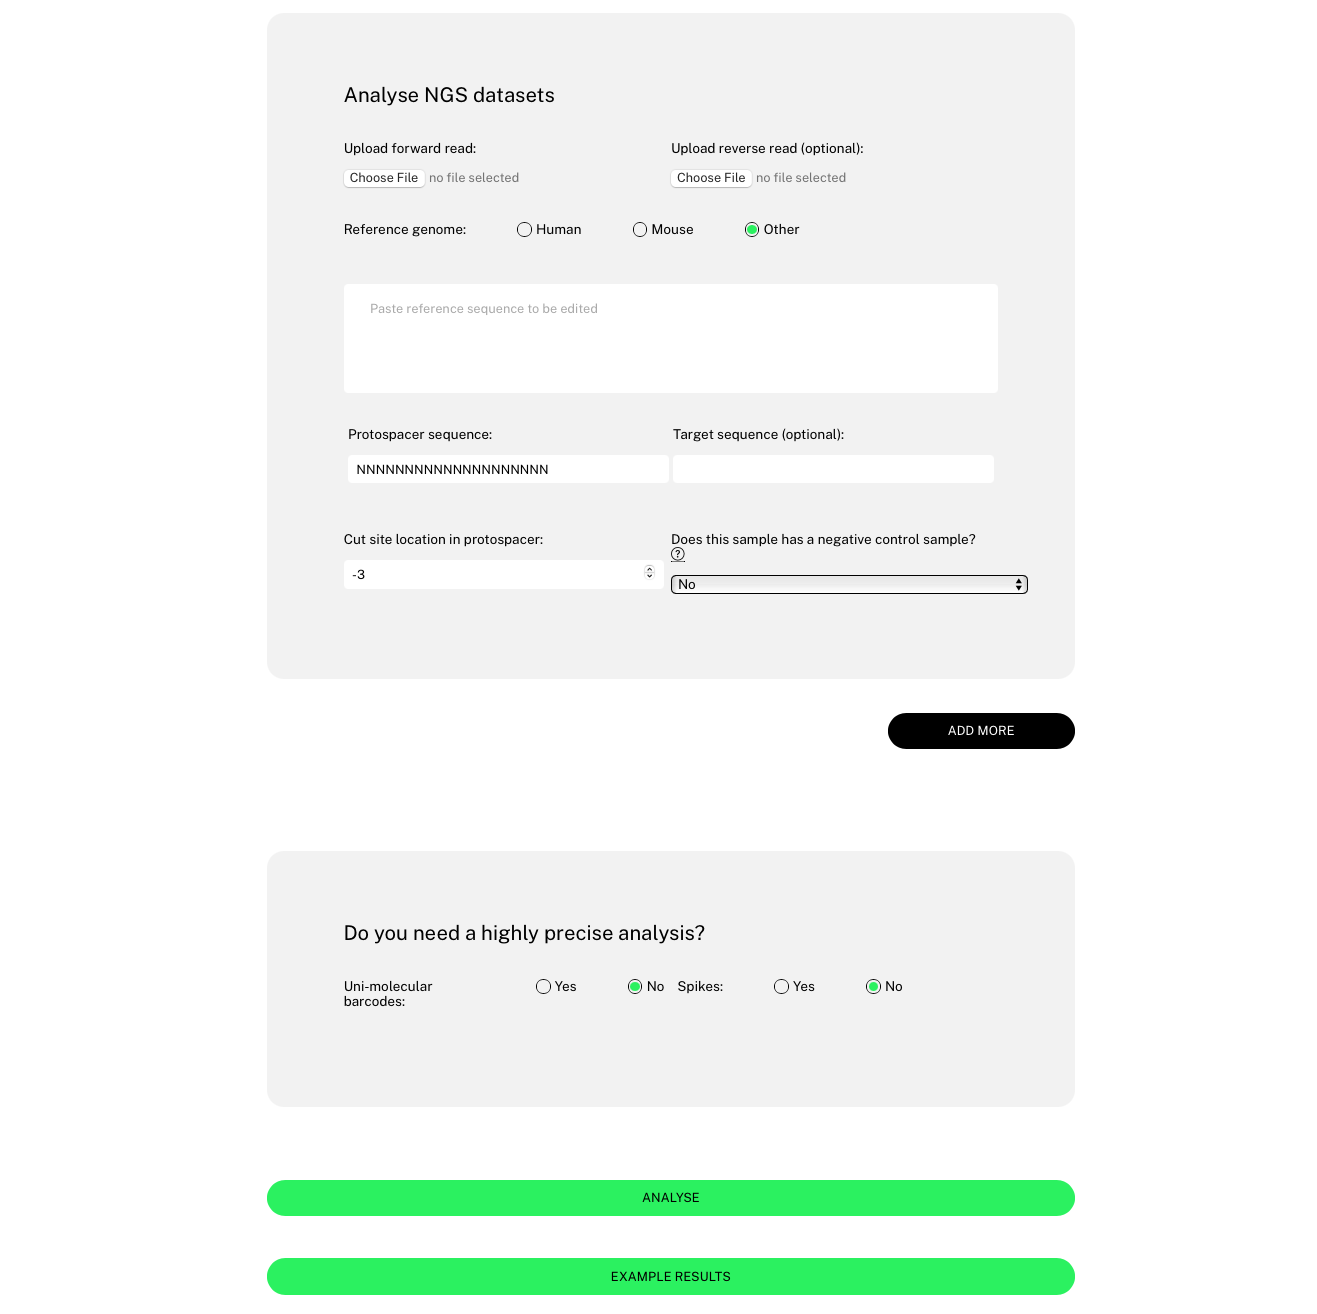 Analyse NGS datasets
Upload forward read:
Upload reverse read (optional):
Choose File no file selected
Choose File no file selected
Reference genome: Human Mouse Other
Paste reference sequence to be edited
Protospacer sequence:
Target sequence (optional):
NNNNNNNNNNNNNNNNNNNN
Cut site location in protospacer:
Does this sample has a negative control sample?
?
-3
No
ADD MORE
Do you need a highly precise analysis?
Uni-molecular
barcodes:
Yes No Spikes: Yes No
ANALYSE
EXAMPLE RESULTS